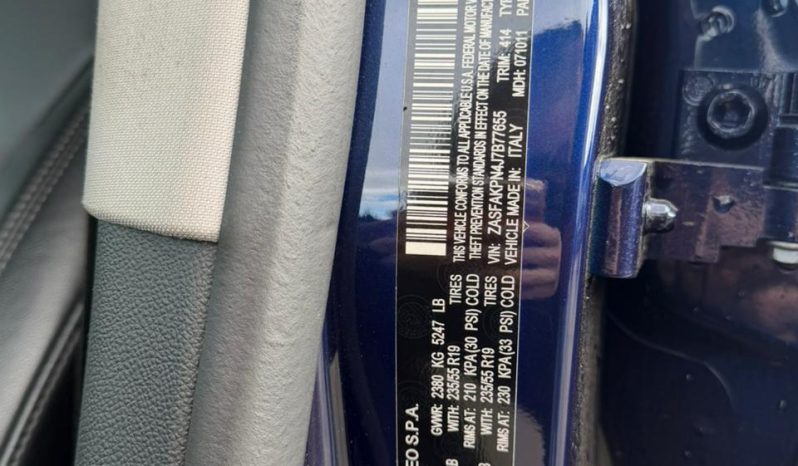 EO S.P.A.
GVWR: 2380 KG 5247 LB
WITH: 235/55 R19 TIRES
RIMS AT: 210 KPA(30 PSI) COLD
WITH: 235/55 R19 TIRES
RIMS AT: 230 KPA(33 PSI) COLD
THIS VEHICLE CONFORMS TO ALL APPLICABLE U.S.A. FEDERAL MOTOR
THEFT PREVENTION STANDARDS IN EFFECT ON THE DATE OF MANUFAC
VIN: ZASFAKPN4J7B77655
VEHICLE MADE IN: ITALY
TRIM: 414
MDH: 071011